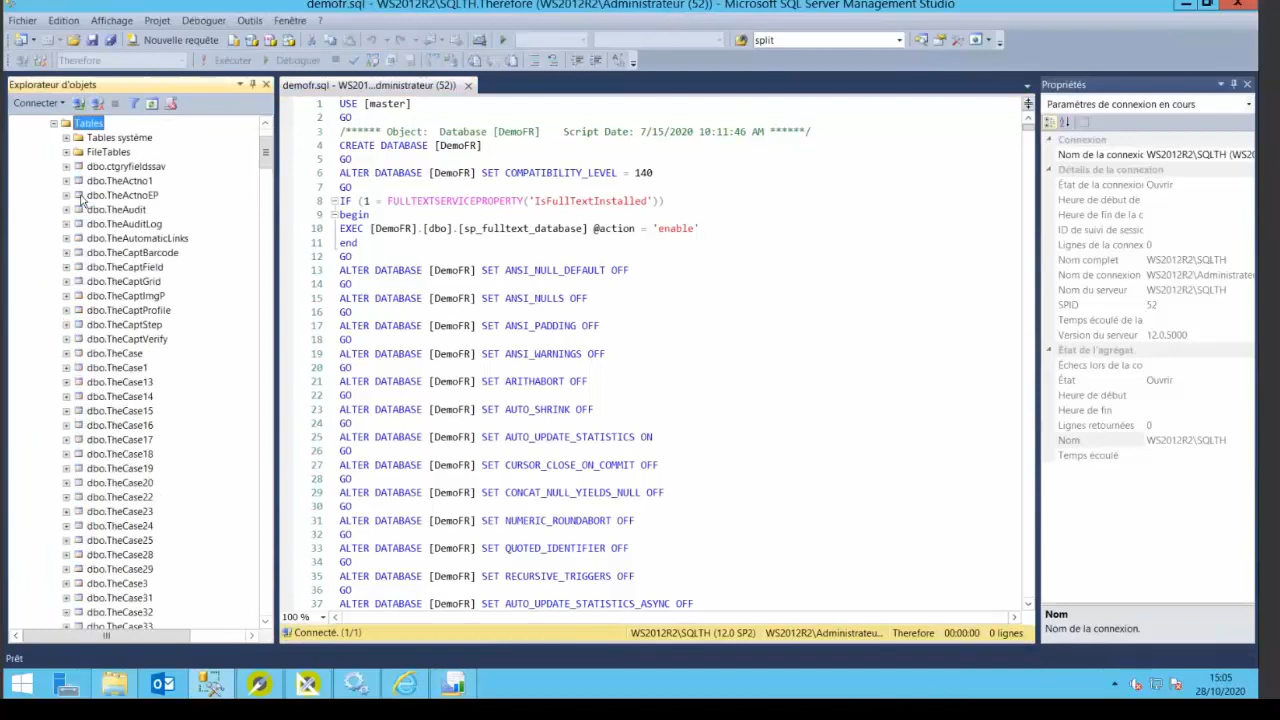 demofr.sql - WS2012R2\SQLTH.Therefore (WS2012R2\Administrateur (52)) - Microsoft SQL Server Management Studio
Fichier Edition Affichage Projet Déboguer Outils Fenêtre ?
Nouvelle requête split
Therefore Exécuter Déboguer
Explorateur d'objets
Connecter
Tables
Tables système
FileTables
dbo.ctgryfieldssav
dbo.TheActno1
dbo.TheActnoEP
dbo.TheAudit
dbo.TheAuditLog
dbo.TheAutomaticLinks
dbo.TheCaptBarcode
dbo.TheCaptField
dbo.TheCaptGrid
dbo.TheCaptImgP
dbo.TheCaptProfile
dbo.TheCaptStep
dbo.TheCaptVerify
dbo.TheCase
dbo.TheCase1
dbo.TheCase13
dbo.TheCase14
dbo.TheCase15
dbo.TheCase16
dbo.TheCase17
dbo.TheCase18
dbo.TheCase19
dbo.TheCase20
dbo.TheCase22
dbo.TheCase23
dbo.TheCase24
dbo.TheCase25
dbo.TheCase28
dbo.TheCase29
dbo.TheCase3
dbo.TheCase31
dbo.TheCase32
dbo.TheCase33
demofr.sql - WS201...dministrateur (52))
1 USE [master]
2 GO
3 /****** Object: Database [DemoFR] Script Date: 7/15/2020 10:11:46 AM ******/
4 CREATE DATABASE [DemoFR]
5 GO
6 ALTER DATABASE [DemoFR] SET COMPATIBILITY_LEVEL = 140
7 GO
8 IF (1 = FULLTEXTSERVICEPROPERTY('IsFullTextInstalled'))
9 begin
10 EXEC [DemoFR].[dbo].[sp_fulltext_database] @action = 'enable'
11 end
12 GO
13 ALTER DATABASE [DemoFR] SET ANSI_NULL_DEFAULT OFF
14 GO
15 ALTER DATABASE [DemoFR] SET ANSI_NULLS OFF
16 GO
17 ALTER DATABASE [DemoFR] SET ANSI_PADDING OFF
18 GO
19 ALTER DATABASE [DemoFR] SET ANSI_WARNINGS OFF
20 GO
21 ALTER DATABASE [DemoFR] SET ARITHABORT OFF
22 GO
23 ALTER DATABASE [DemoFR] SET AUTO_SHRINK OFF
24 GO
25 ALTER DATABASE [DemoFR] SET AUTO_UPDATE_STATISTICS ON
26 GO
27 ALTER DATABASE [DemoFR] SET CURSOR_CLOSE_ON_COMMIT OFF
28 GO
29 ALTER DATABASE [DemoFR] SET CONCAT_NULL_YIELDS_NULL OFF
30 GO
31 ALTER DATABASE [DemoFR] SET NUMERIC_ROUNDABORT OFF
32 GO
33 ALTER DATABASE [DemoFR] SET QUOTED_IDENTIFIER OFF
34 GO
35 ALTER DATABASE [DemoFR] SET RECURSIVE_TRIGGERS OFF
36 GO
37 ALTER DATABASE [DemoFR] SET AUTO_UPDATE_STATISTICS_ASYNC OFF
100 %
Connecté. (1/1) WS2012R2\SQLTH (12.0 SP2) WS2012R2\Administrateu... Therefore 00:00:00 0 lignes
Propriétés
Paramètres de connexion en cours
Connexion
Nom de la connexic WS2012R2\SQLTH (WS2
Détails de la connexion
État de la connexio Ouvrir
Heure de début de
Heure de fin de la c
ID de suivi de sessic
Lignes de la connex 0
Nom complet WS2012R2\SQLTH
Nom de connexion WS2012R2\Administrate
Nom du serveur WS2012R2\SQLTH
SPID 52
Temps écoulé de la
Version du serveur 12.0.5000
État de l'agrégat
Échecs lors de la co
État Ouvrir
Heure de début
Heure de fin
Lignes retournées 0
Nom WS2012R2\SQLTH
Temps écoulé
Nom
Nom de la connexion.
Prêt
15:05
28/10/2020